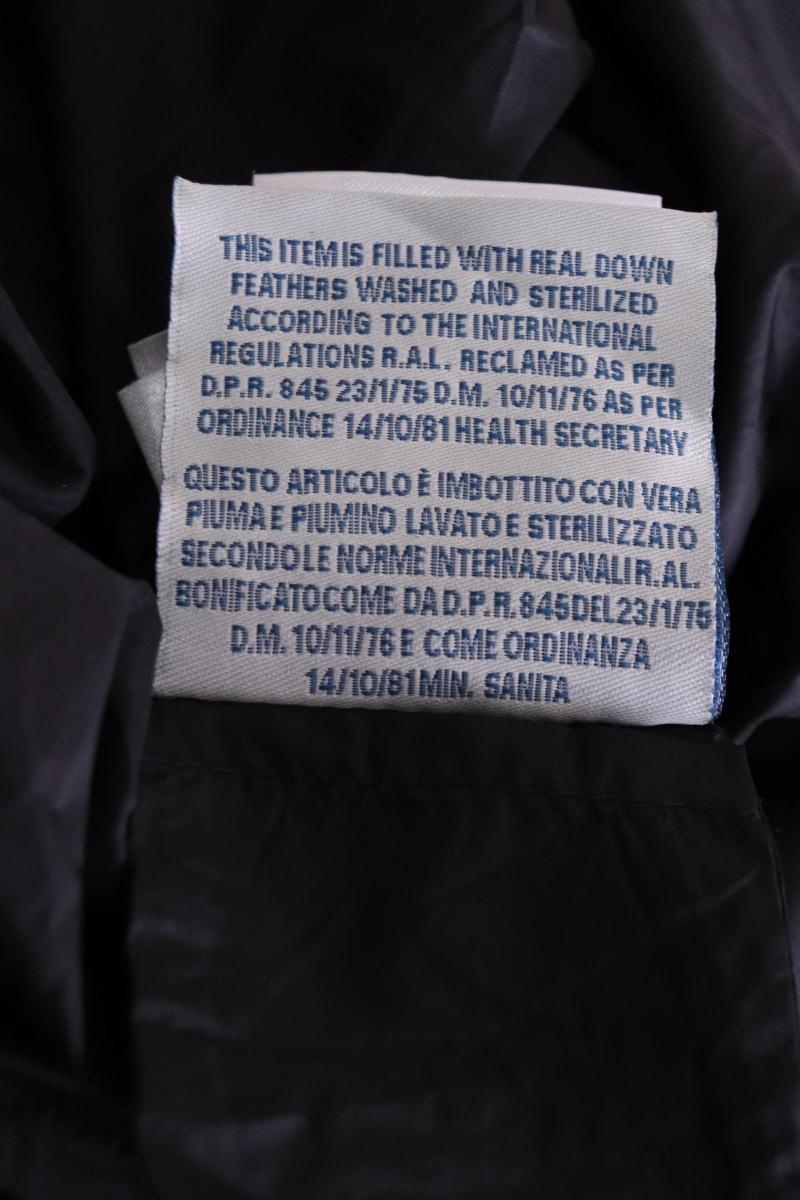 THIS ITEM IS FILLED WITH REAL DOWN
FEATHERS WASHED AND STERILIZED
ACCORDING TO THE INTERNATIONAL
REGULATIONS R.A.L. RECLAIMED AS PER
D.P.R. 845 23/1/75 D.M. 10/11/76 AS PER
ORDINANCE 14/10/81 HEALTH SECRETARY
QUESTO ARTICOLO È IMBOTTITO CON VERA
PIUMA E PIUMINO LAVATO E STERILIZZATO
SECONDO LE NORME INTERNAZIONALI R.A.L.
BONIFICATO COME DA D.P.R. 845 DEL 23/1/75
D.M. 10/11/76 E COME ORDINANZA
14/10/81 MIN. SANITA